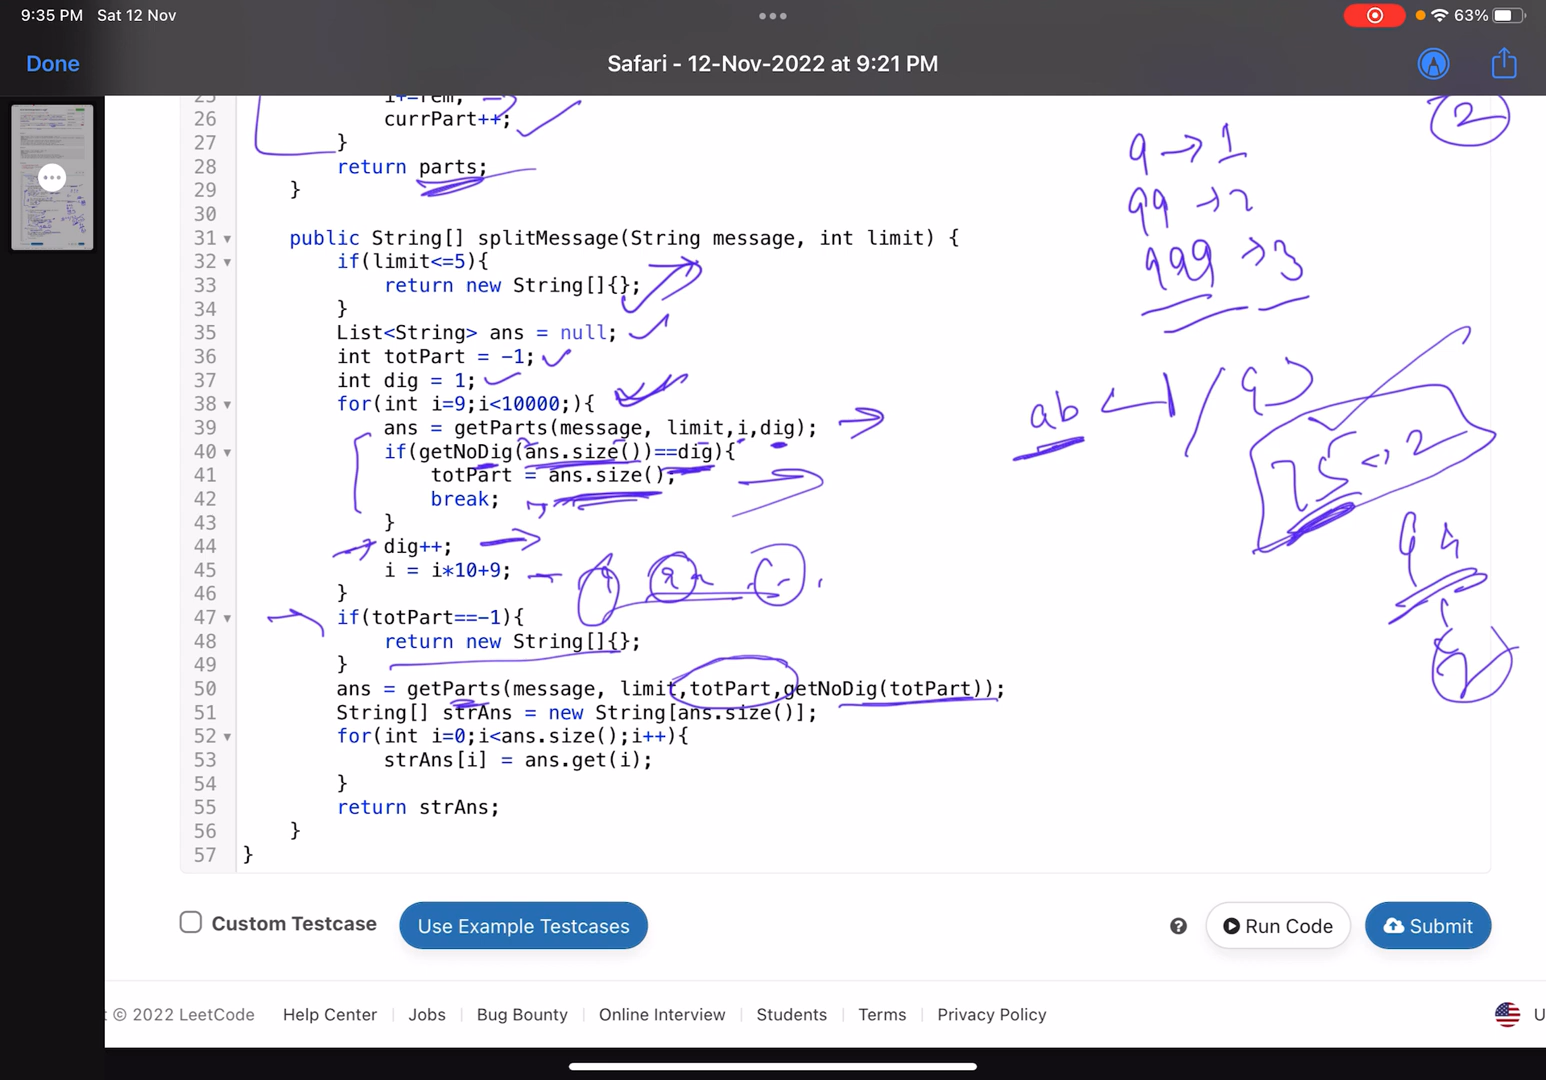 9:35 PM Sat 12 Nov
63%
Done
Safari - 12-Nov-2022 at 9:21 PM
25 i+=rem;
26 currPart++;
27 }
28 return parts;
29 }
30
31 public String[] splitMessage(String message, int limit) {
32 if(limit<=5){
33 return new String[]{};
34 }
35 List<String> ans = null;
36 int totPart = -1;
37 int dig = 1;
38 for(int i=9;i<10000;){
39 ans = getParts(message, limit,i,dig);
40 if(getNoDig(ans.size())==dig){
41 totPart = ans.size();
42 break;
43 }
44 dig++;
45 i = i*10+9;
46 }
47 if(totPart==-1){
48 return new String[]{};
49 }
50 ans = getParts(message, limit,totPart,getNoDig(totPart));
51 String[] strAns = new String[ans.size()];
52 for(int i=0;i<ans.size();i++){
53 strAns[i] = ans.get(i);
54 }
55 return strAns;
56 }
57 }
2
9 → 1
99 → 2
999 → 3
ab <1/9>
75 <> 2
Custom Testcase
Use Example Testcases
Run Code
Submit
© 2022 LeetCode
Help Center
Jobs
Bug Bounty
Online Interview
Students
Terms
Privacy Policy
U